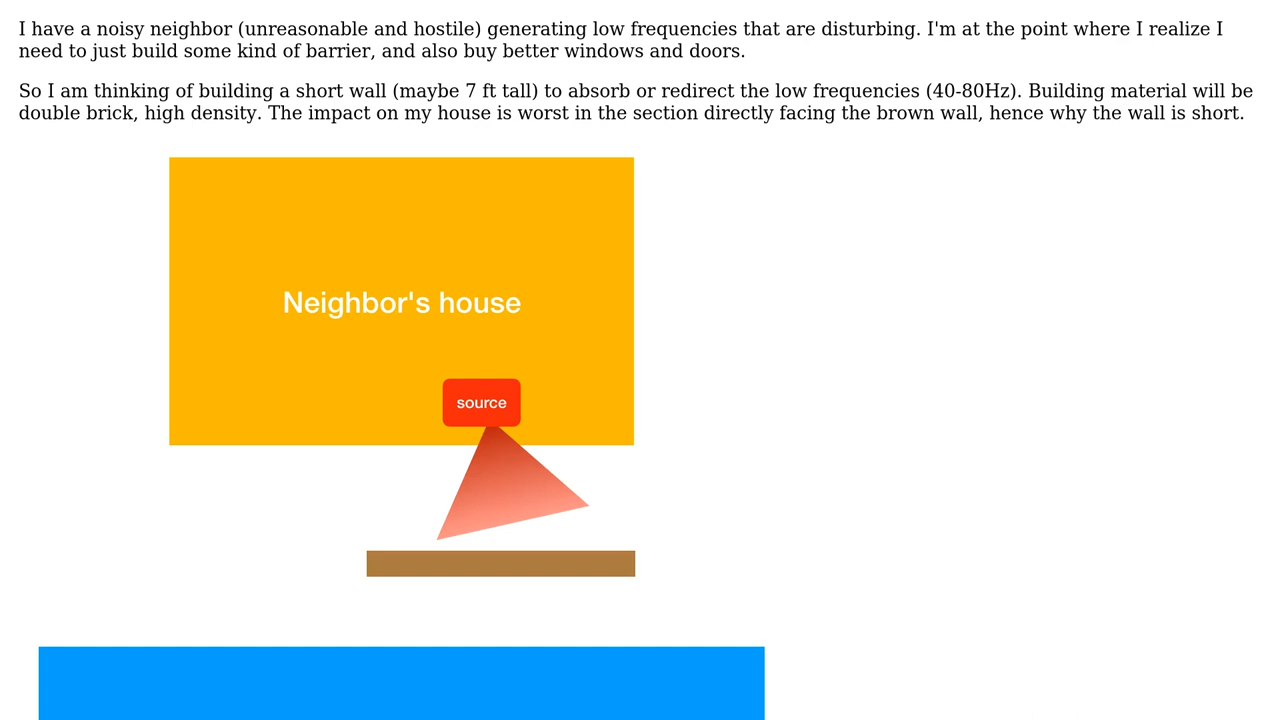 I have a noisy neighbor (unreasonable and hostile) generating low frequencies that are disturbing. I'm at the point where I realize I
need to just build some kind of barrier, and also buy better windows and doors.
So I am thinking of building a short wall (maybe 7 ft tall) to absorb or redirect the low frequencies (40-80Hz). Building material will be
double brick, high density. The impact on my house is worst in the section directly facing the brown wall, hence why the wall is short.
Neighbor's house
source